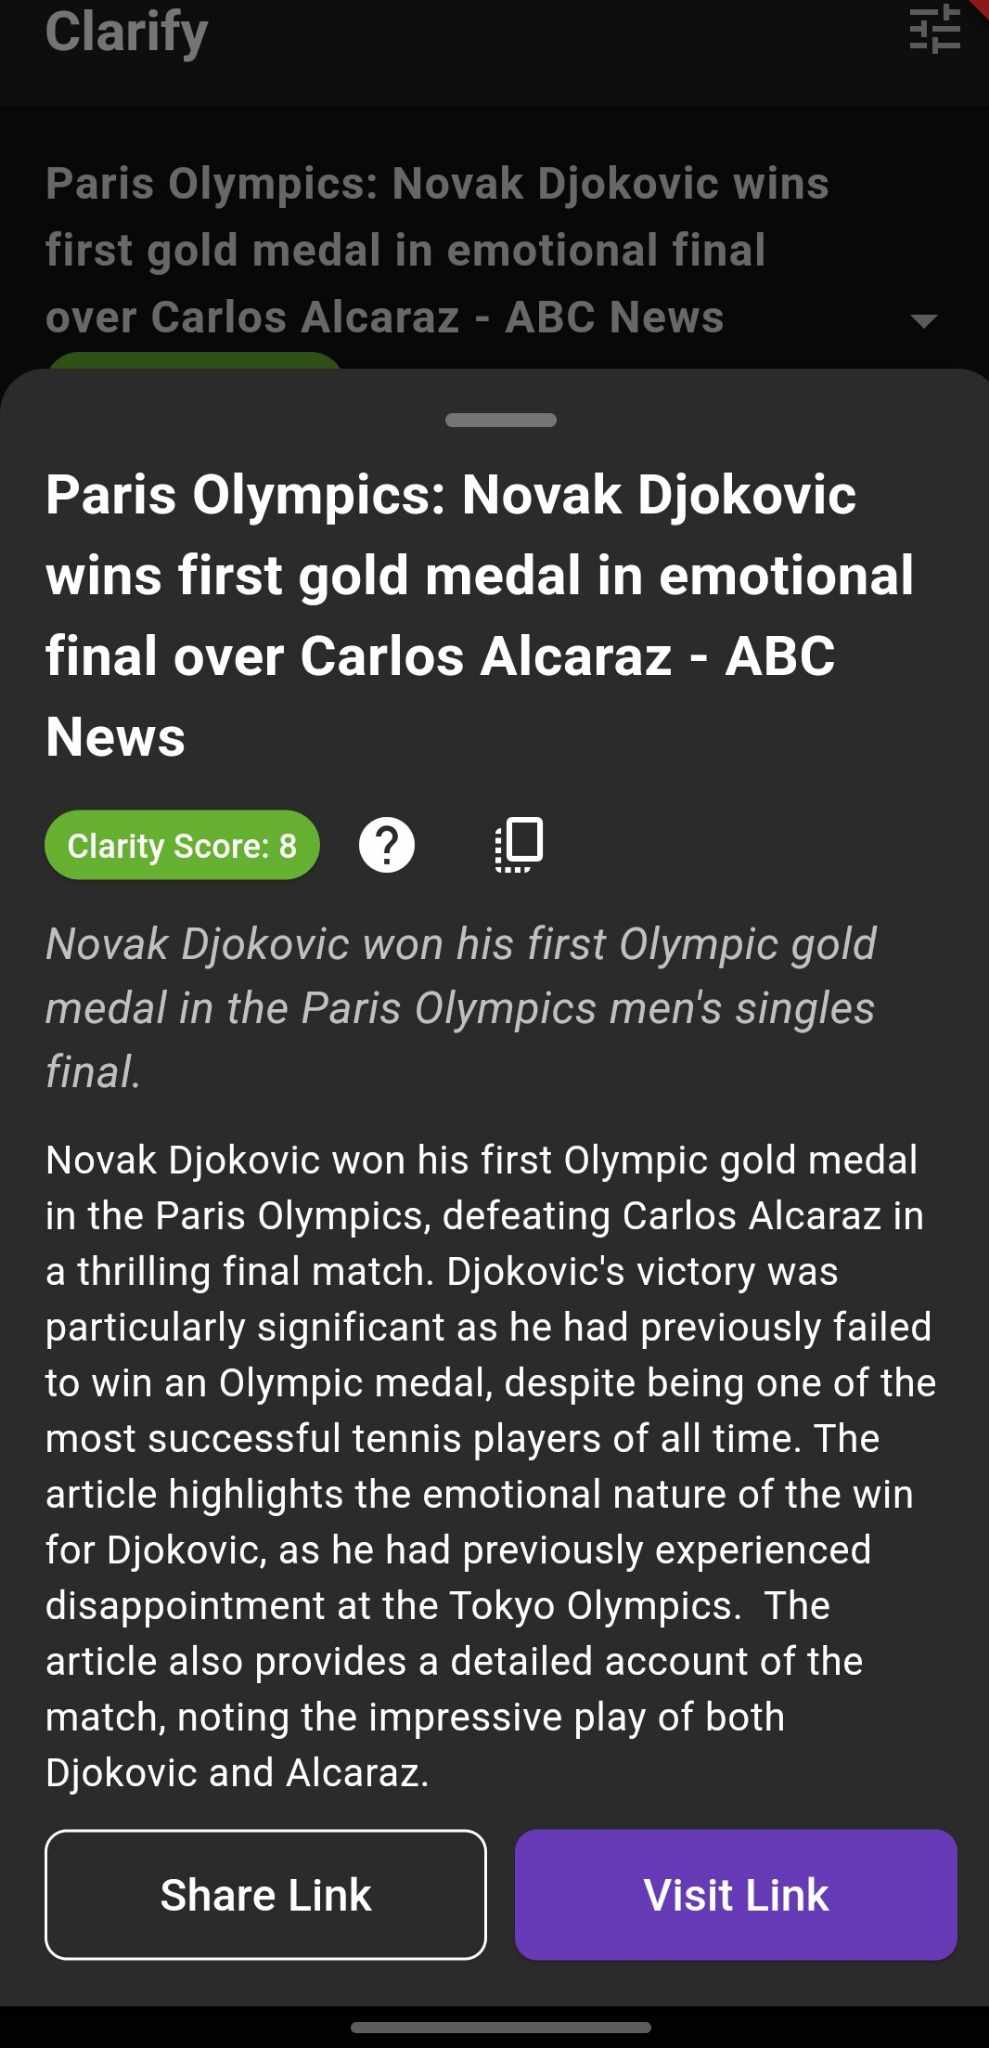 Clarify
Paris Olympics: Novak Djokovic wins
first gold medal in emotional final
over Carlos Alcaraz - ABC News
Paris Olympics: Novak Djokovic
wins first gold medal in emotional
final over Carlos Alcaraz - ABC
News
Clarity Score: 8
?
Novak Djokovic won his first Olympic gold
medal in the Paris Olympics men's singles
final.
Novak Djokovic won his first Olympic gold medal
in the Paris Olympics, defeating Carlos Alcaraz in
a thrilling final match. Djokovic's victory was
particularly significant as he had previously failed
to win an Olympic medal, despite being one of the
most successful tennis players of all time. The
article highlights the emotional nature of the win
for Djokovic, as he had previously experienced
disappointment at the Tokyo Olympics.  The
article also provides a detailed account of the
match, noting the impressive play of both
Djokovic and Alcaraz.
Share Link
Visit Link